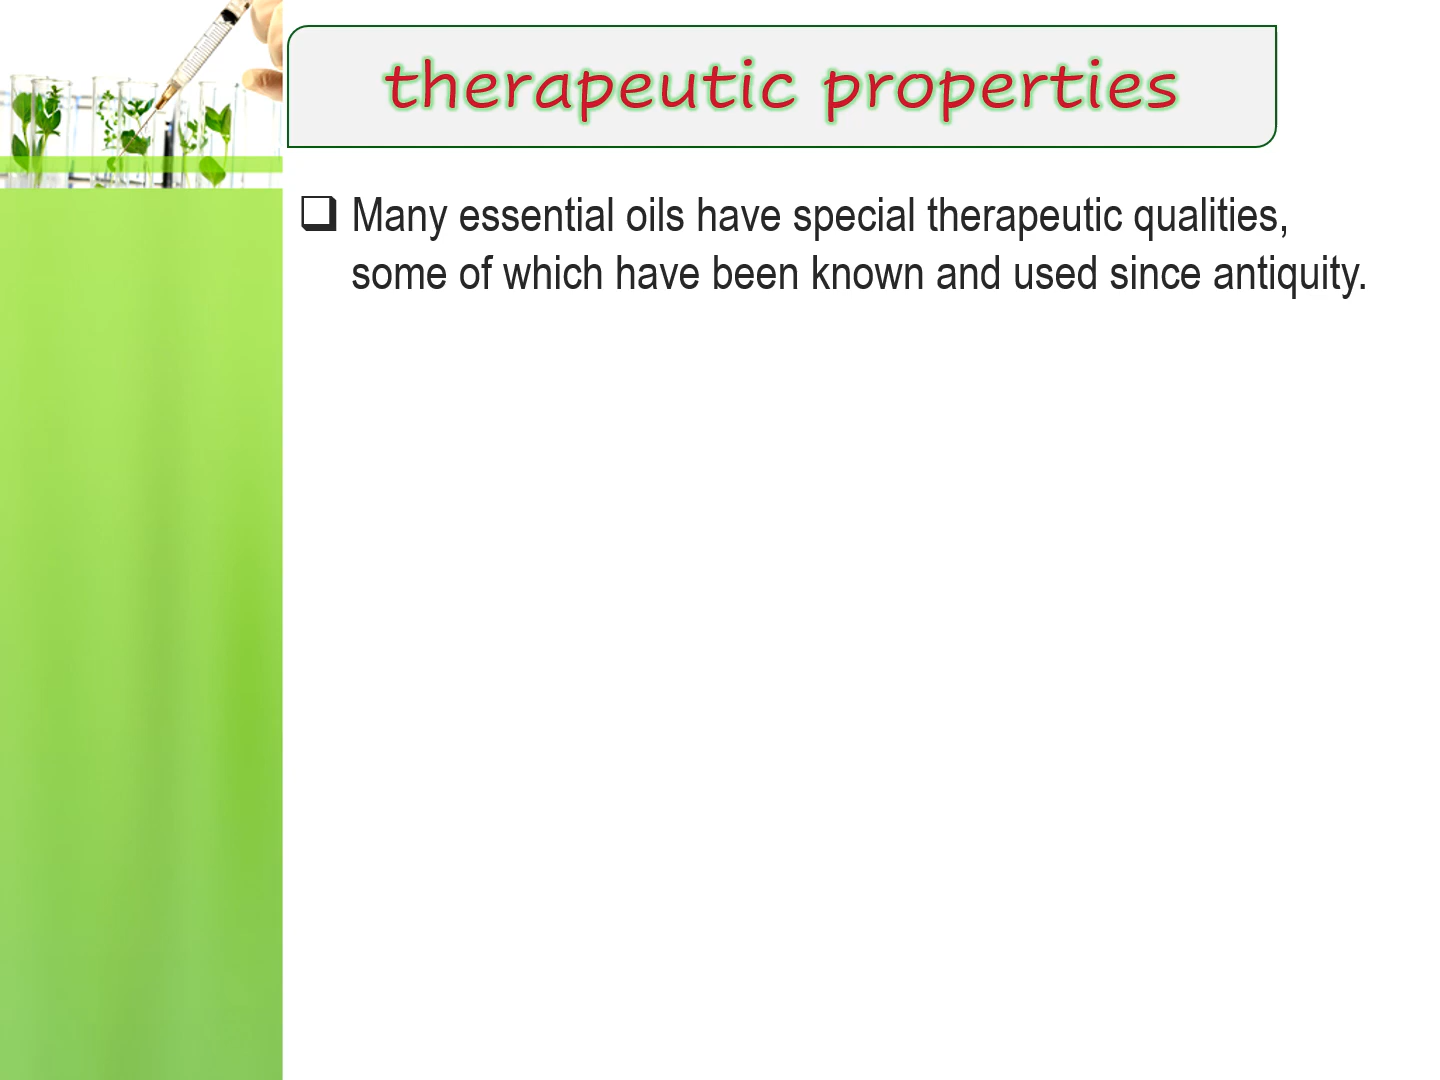 therapeutic properties
Many essential oils have special therapeutic qualities,
some of which have been known and used since antiquity.